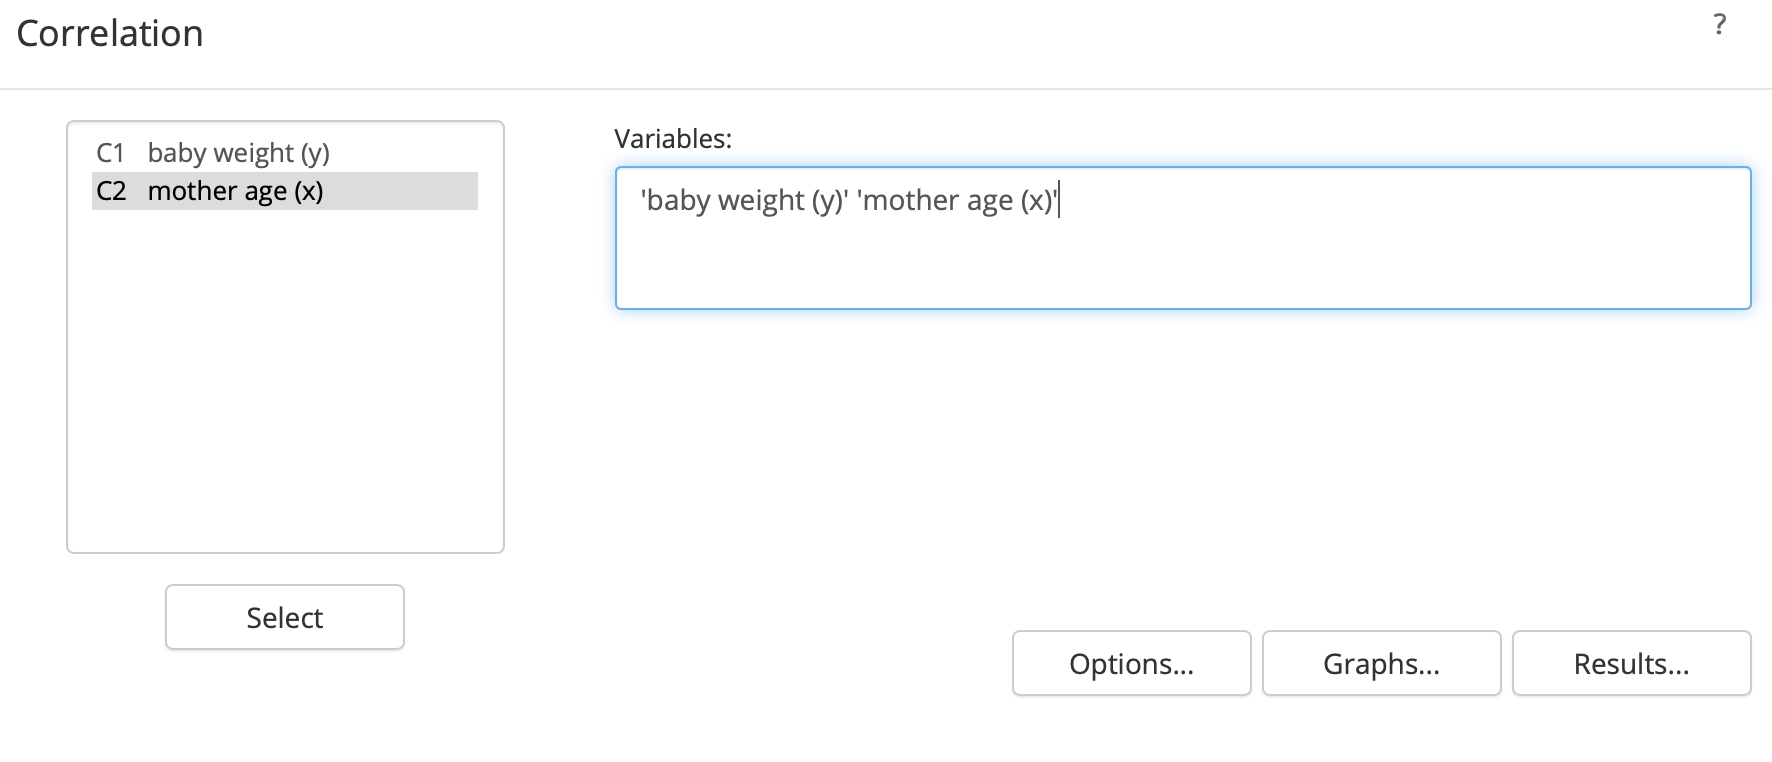 Correlation
?
C1 baby weight (y)
C2 mother age (x)
Variables:
'baby weight (y)' 'mother age (x)'
Select
Options...
Graphs...
Results...